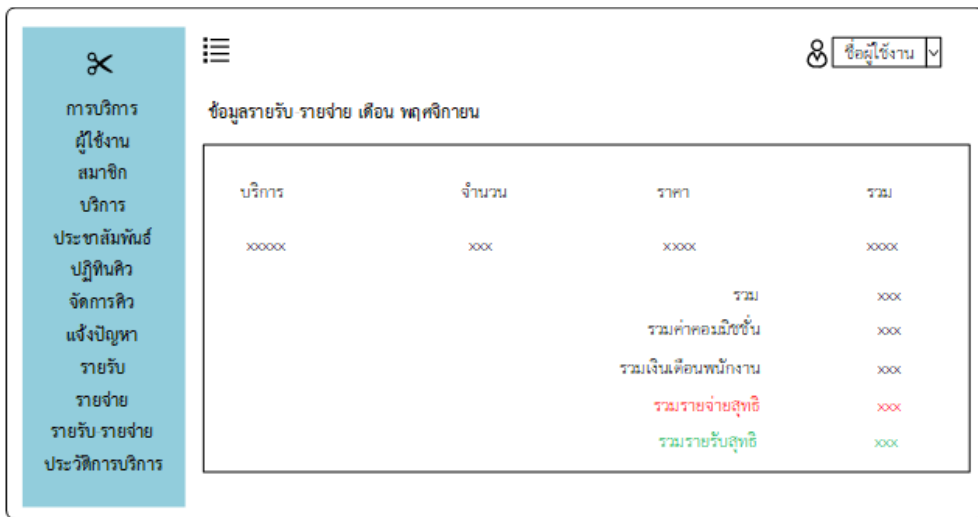 ชื่อผู้ใช้งาน
การบริการ
ผู้ใช้งาน
สมาชิก
บริการ
ประชาสัมพันธ์
ปฏิทินคิว
จัดการคิว
แจ้งปัญหา
รายรับ
รายจ่าย
รายรับ รายจ่าย
ประวัติการบริการ
ข้อมูลรายรับ รายจ่าย เดือน พฤศจิกายน
บริการ จำนวน ราคา รวม
xxxxx xxx xxxx xxxx
รวม xxx
รวมค่าคอมมิชชั่น xxx
รวมเงินเดือนพนักงาน xxx
รวมรายจ่ายสุทธิ xxx
รวมรายรับสุทธิ xxx